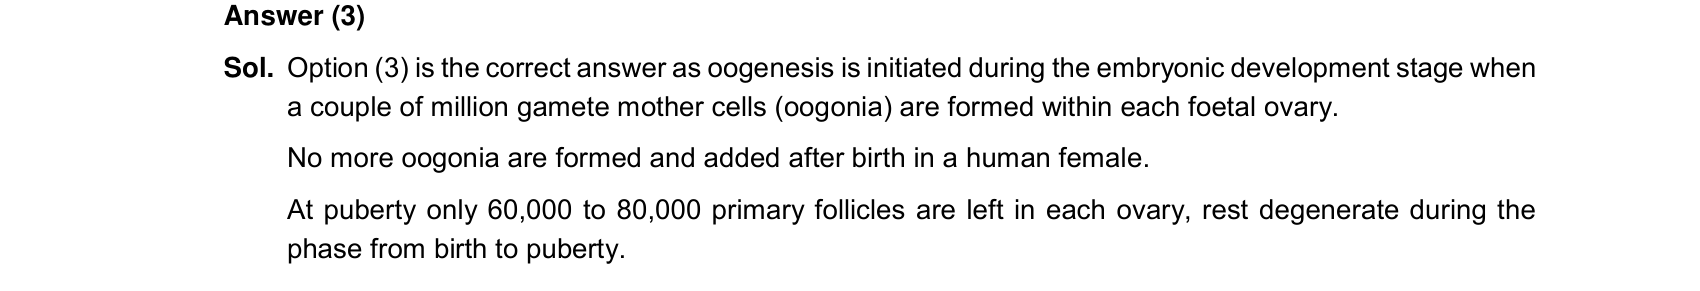 Answer (3)
Sol. Option (3) is the correct answer as oogenesis is initiated during the embryonic development stage when
a couple of million gamete mother cells (oogonia) are formed within each foetal ovary.
No more oogonia are formed and added after birth in a human female.
At puberty only 60,000 to 80,000 primary follicles are left in each ovary, rest degenerate during the
phase from birth to puberty.